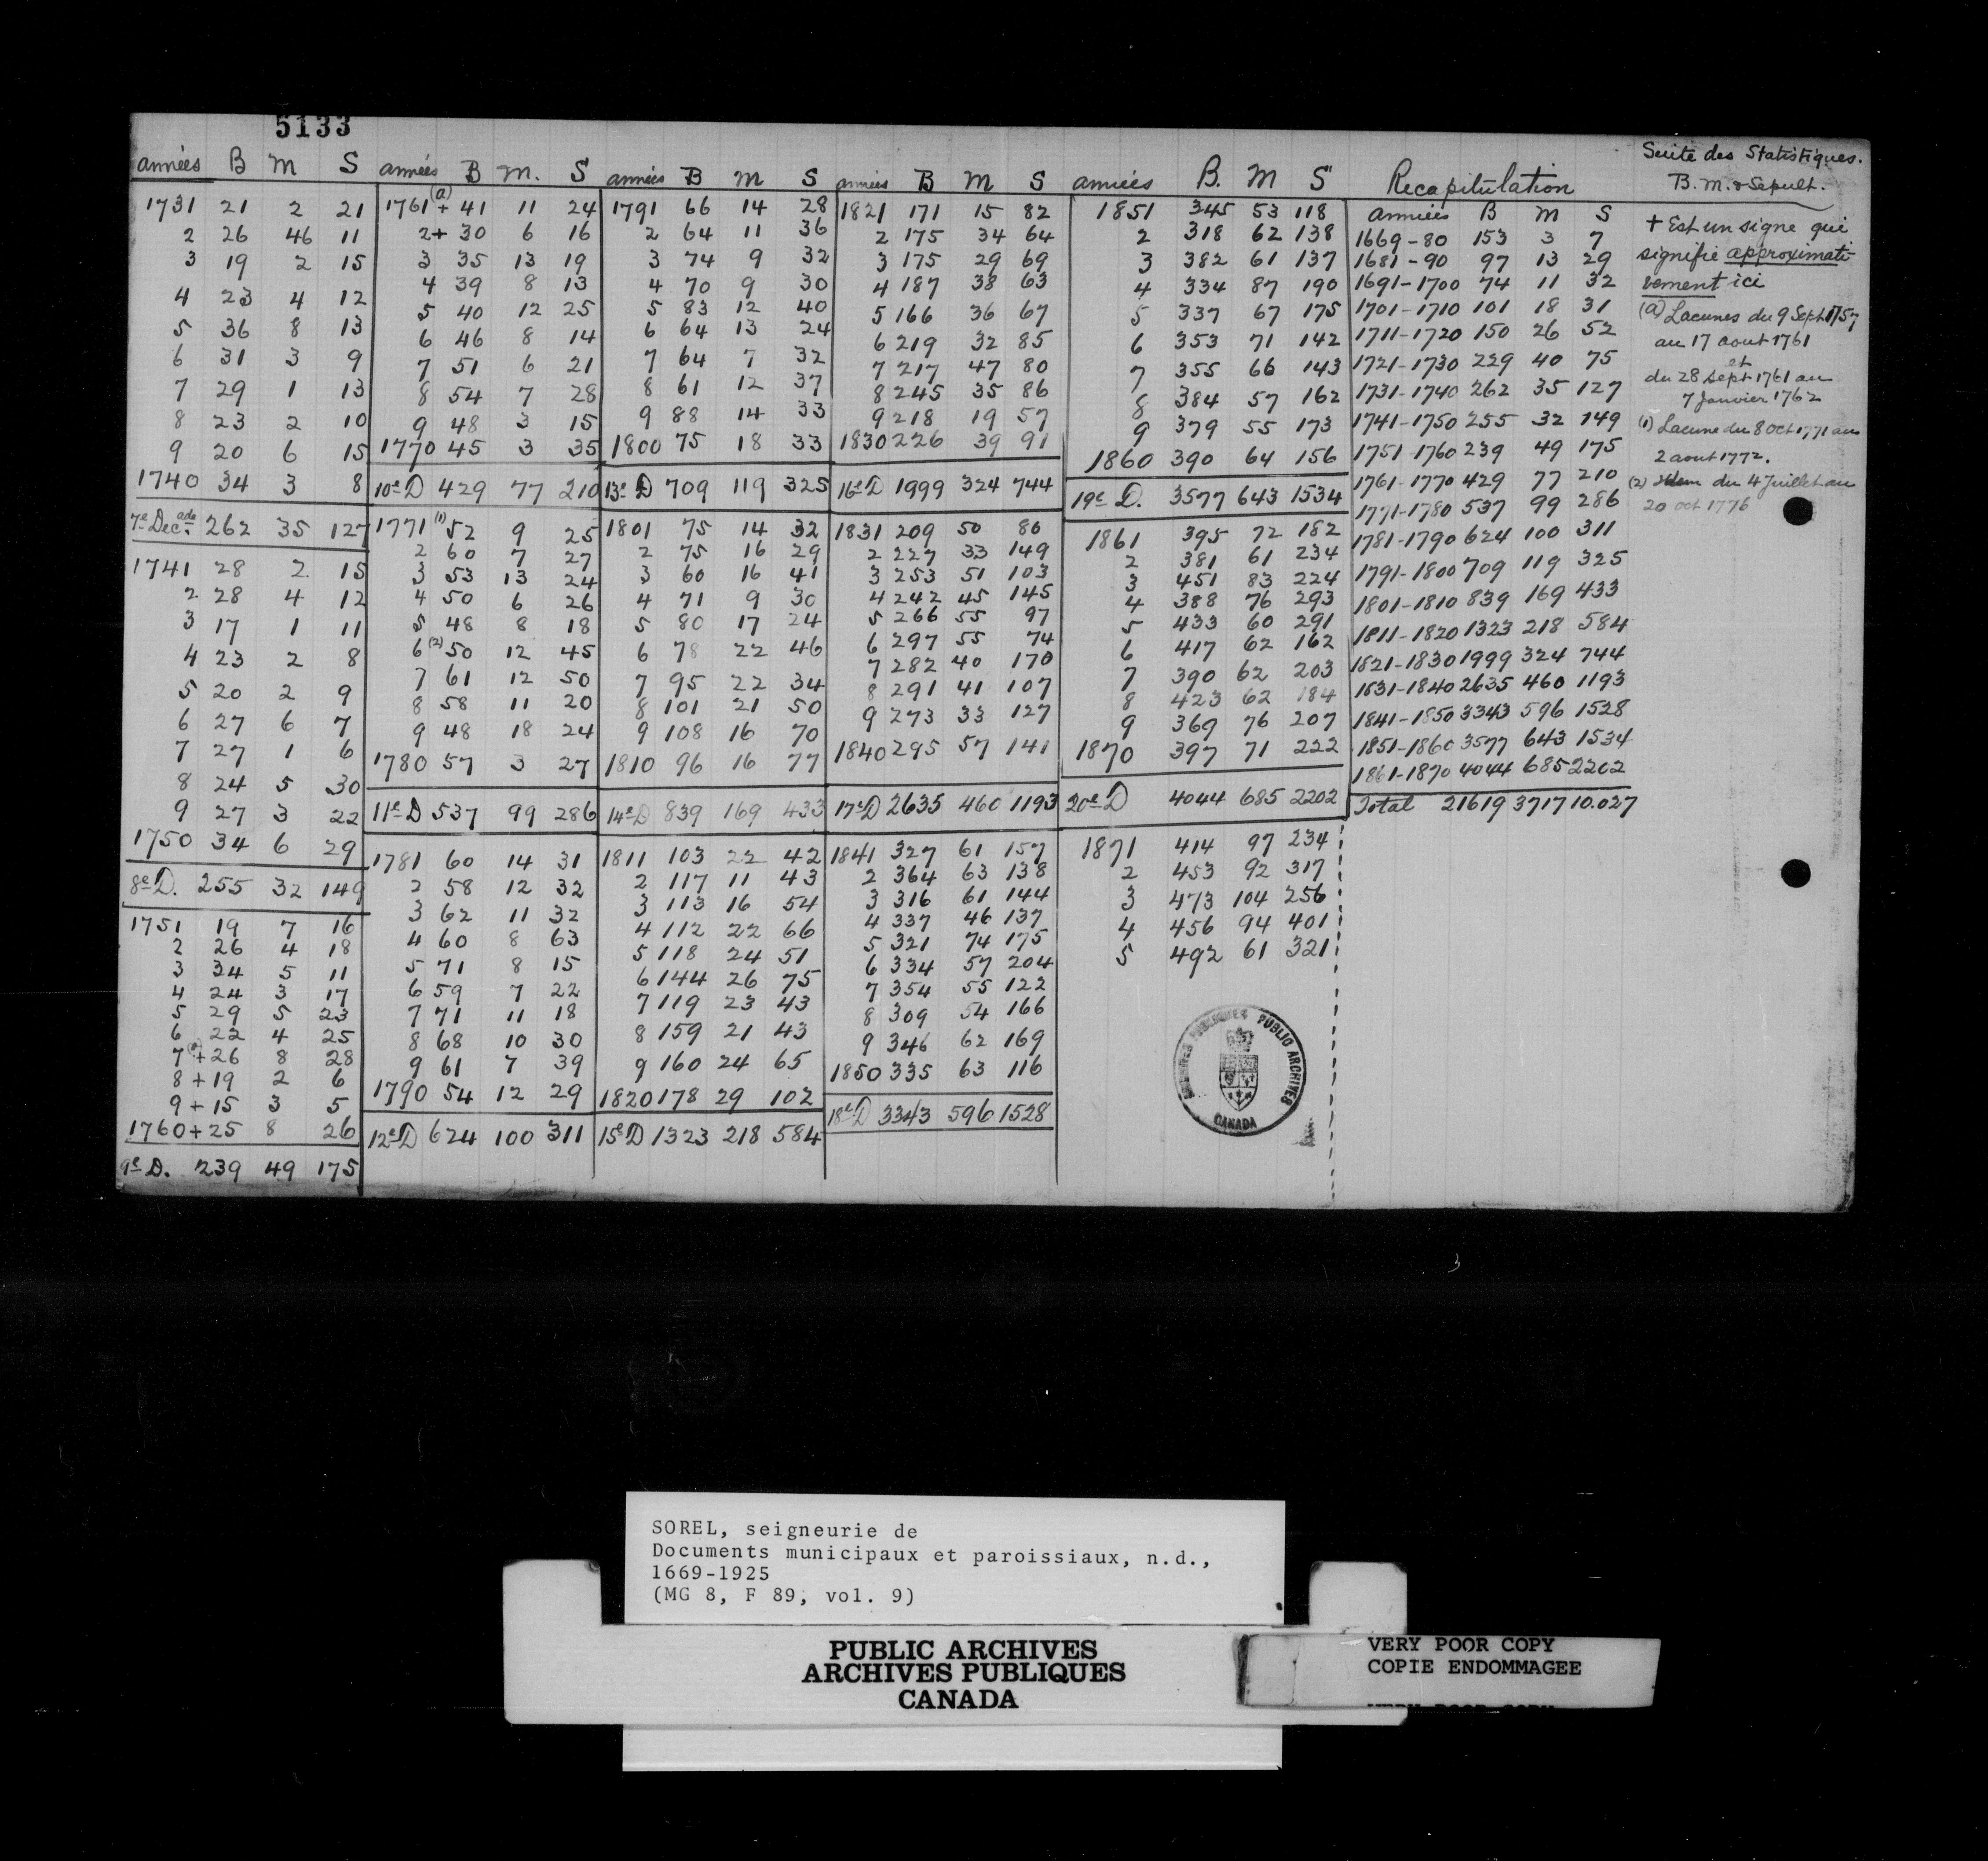 5133
années B M S
1731 21 2 21
2 26 46 11
3 19 2 15
4 23 4 12
5 36 8 13
6 31 3 9
7 29 1 13
8 23 2 10
9 20 6 15
1740 34 3 8
7e Decade 262 35 127
1741 28 2 15
2 28 4 12
3 17 1 11
4 23 2 8
5 20 2 9
6 27 6 7
7 27 1 6
8 24 5 30
9 27 3 22
1750 34 6 29
8e D. 255 32 149
1751 19 7 16
2 26 4 18
3 34 5 11
4 24 3 17
5 29 5 23
6 22 4 25
7 (a)+26 8 28
8+19 2 6
9+15 3 5
1760+25 8 26
9e D. 239 49 175
années B M. S
1761 (a)+ 41 11 24
2+ 30 6 16
3 35 13 19
4 39 8 13
5 40 12 25
6 46 8 14
7 51 6 21
8 54 7 28
9 48 3 15
1770 45 3 35
10e D 429 77 210
1771 (1) 52 9 25
2 60 7 27
3 53 13 24
4 50 6 26
5 48 8 18
6 (2) 50 12 45
7 61 12 50
8 58 11 20
9 48 18 24
1780 57 3 27
11e D 537 99 286
1781 60 14 31
2 58 12 32
3 62 11 32
4 60 8 63
5 71 8 15
6 59 7 22
7 71 11 18
8 68 10 30
9 61 7 39
1790 54 12 29
12e D 624 100 311
années B M S
1791 66 14 28
2 64 11 36
3 74 9 32
4 70 9 30
5 83 12 40
6 64 13 24
7 64 7 32
8 61 12 37
9 88 14 33
1800 75 18 33
13e D 709 119 325
1801 75 14 32
2 75 16 29
3 60 16 41
4 71 9 30
5 80 17 24
6 78 22 46
7 95 22 34
8 101 21 50
9 108 16 70
1810 96 16 77
14e D 839 169 433
1811 103 22 42
2 117 11 43
3 113 16 54
4 112 22 66
5 118 24 51
6 144 26 75
7 119 23 43
8 159 21 43
9 160 24 65
1820 178 29 102
15e D 1323 218 584
années B M S
1821 171 15 82
2 175 34 64
3 175 29 69
4 187 38 63
5 166 36 67
6 219 32 85
7 217 47 80
8 245 35 86
9 218 19 57
1830 226 39 91
16e D 1999 324 744
1831 209 50 80
2 227 33 149
3 253 51 103
4 242 45 145
5 266 55 97
6 297 55 74
7 282 40 170
8 291 41 107
9 273 33 127
1840 295 57 141
17e D 2635 460 1193
1841 327 61 157
2 364 63 138
3 316 61 144
4 337 46 137
5 321 74 175
6 334 57 204
7 354 55 122
8 309 54 166
9 346 62 169
1850 335 63 116
18e D 3343 596 1528
années B. M S
1851 345 53 118
2 318 62 138
3 382 61 137
4 334 87 190
5 337 67 175
6 353 71 142
7 355 66 143
8 384 57 162
9 379 55 173
1860 390 64 156
19e D. 3577 643 1534
1861 395 72 182
2 381 61 234
3 451 83 224
4 388 76 293
5 433 60 291
6 417 62 162
7 390 62 203
8 423 62 184
9 369 76 207
1870 397 71 222
20e D 4044 685 2202
1871 414 97 234
2 453 92 317
3 473 104 256
4 456 94 401
5 492 61 321
ARCHIVES PUBLIQUES PUBLIC ARCHIVES
CANADA
Recapitulation
années B M S
1669-80 153 3 7
1681-90 97 13 29
1691-1700 74 11 32
1701-1710 101 18 31
1711-1720 150 26 52
1721-1730 229 40 75
1731-1740 262 35 127
1741-1750 255 32 149
1751-1760 239 49 175
1761-1770 429 77 210
1771-1780 537 99 286
1781-1790 624 100 311
1791-1800 709 119 325
1801-1810 839 169 433
1811-1820 1323 218 584
1821-1830 1999 324 744
1831-1840 2635 460 1193
1841-1850 3343 596 1528
1851-1860 3577 643 1534
1861-1870 4044 685 2202
Total 21619 3717 10.027
Suite des Statistiques.
B. M. & Sepult.
+ Est un signe qui
signifie approximati-
vement ici
(a) Lacunes du 9 Sept 1757
au 17 aout 1761
et
du 28 Sept 1761 au
7 Janvier 1762
(1) Lacune du 8 oct 1771 au
2 aout 1772.
(2) Idem du 4 Juillet au
20 oct 1776
SOREL, seigneurie de
Documents municipaux et paroissiaux, n.d.,
1669-1925
(MG 8, F 89, vol. 9)
PUBLIC ARCHIVES
ARCHIVES PUBLIQUES
CANADA
VERY POOR COPY
COPIE ENDOMMAGEE
VERY POOR COPY